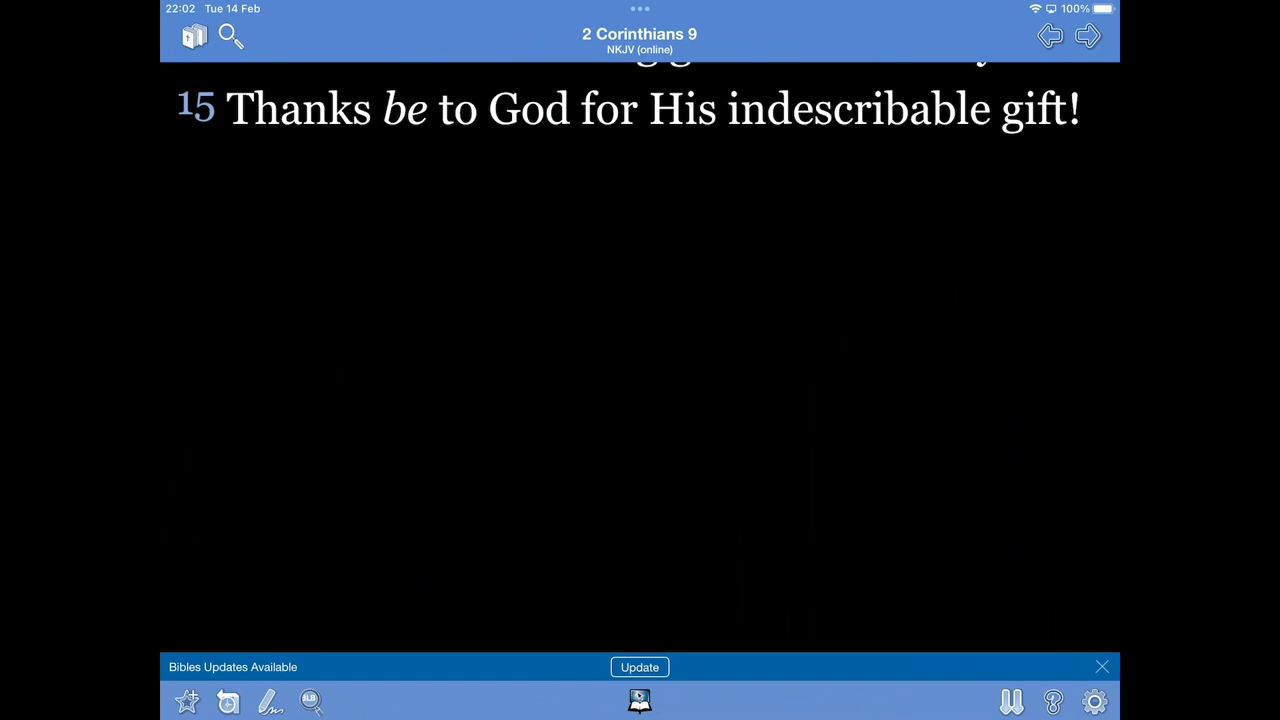 22:02 Tue 14 Feb
100%
2 Corinthians 9
NKJV (online)
15 Thanks be to God for His indescribable gift!
Bibles Updates Available
Update
BLB